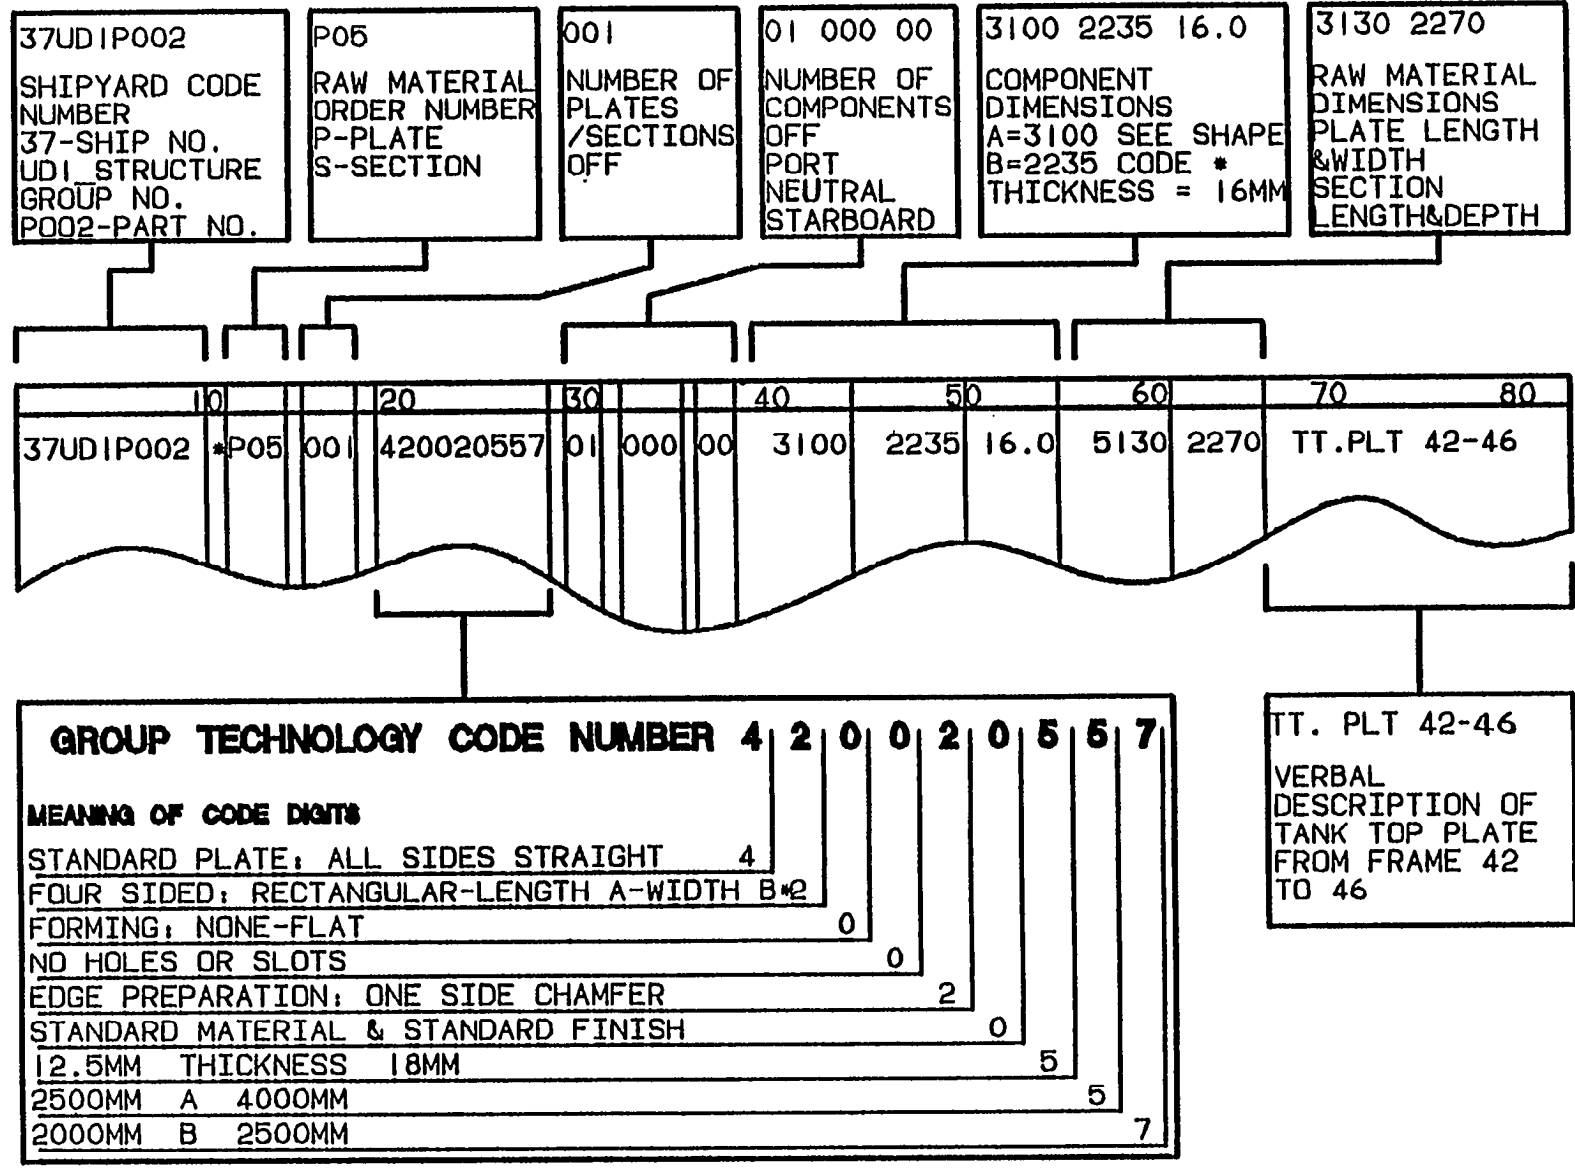 37UD1P002
SHIPYARD CODE
NUMBER
37-SHIP NO.
UD1_STRUCTURE
GROUP NO.
P002-PART NO.
P05
RAW MATERIAL
ORDER NUMBER
P-PLATE
S-SECTION
001
NUMBER OF
PLATES
/SECTIONS
OFF
01 000 00
NUMBER OF
COMPONENTS
OFF
PORT
NEUTRAL
STARBOARD
3100 2235 16.0
COMPONENT
DIMENSIONS
A=3100 SEE SHAPE
B=2235 CODE *
THICKNESS = 16MM
3130 2270
RAW MATERIAL
DIMENSIONS
PLATE LENGTH
&WIDTH
SECTION
LENGTH&DEPTH
10 20 30 40 50 60 70 80
37UD1P002 *P05 001 420020557 01 000 00 3100 2235 16.0 5130 2270 TT.PLT 42-46
GROUP TECHNOLOGY CODE NUMBER 4 2 0 0 2 0 5 5 7
MEANING OF CODE DIGITS
STANDARD PLATE: ALL SIDES STRAIGHT 4
FOUR SIDED: RECTANGULAR-LENGTH A-WIDTH B*2
FORMING: NONE-FLAT 0
NO HOLES OR SLOTS 0
EDGE PREPARATION: ONE SIDE CHAMFER 2
STANDARD MATERIAL & STANDARD FINISH 0
12.5MM THICKNESS 18MM 5
2500MM A 4000MM 5
2000MM B 2500MM 7
TT. PLT 42-46
VERBAL
DESCRIPTION OF
TANK TOP PLATE
FROM FRAME 42
TO 46